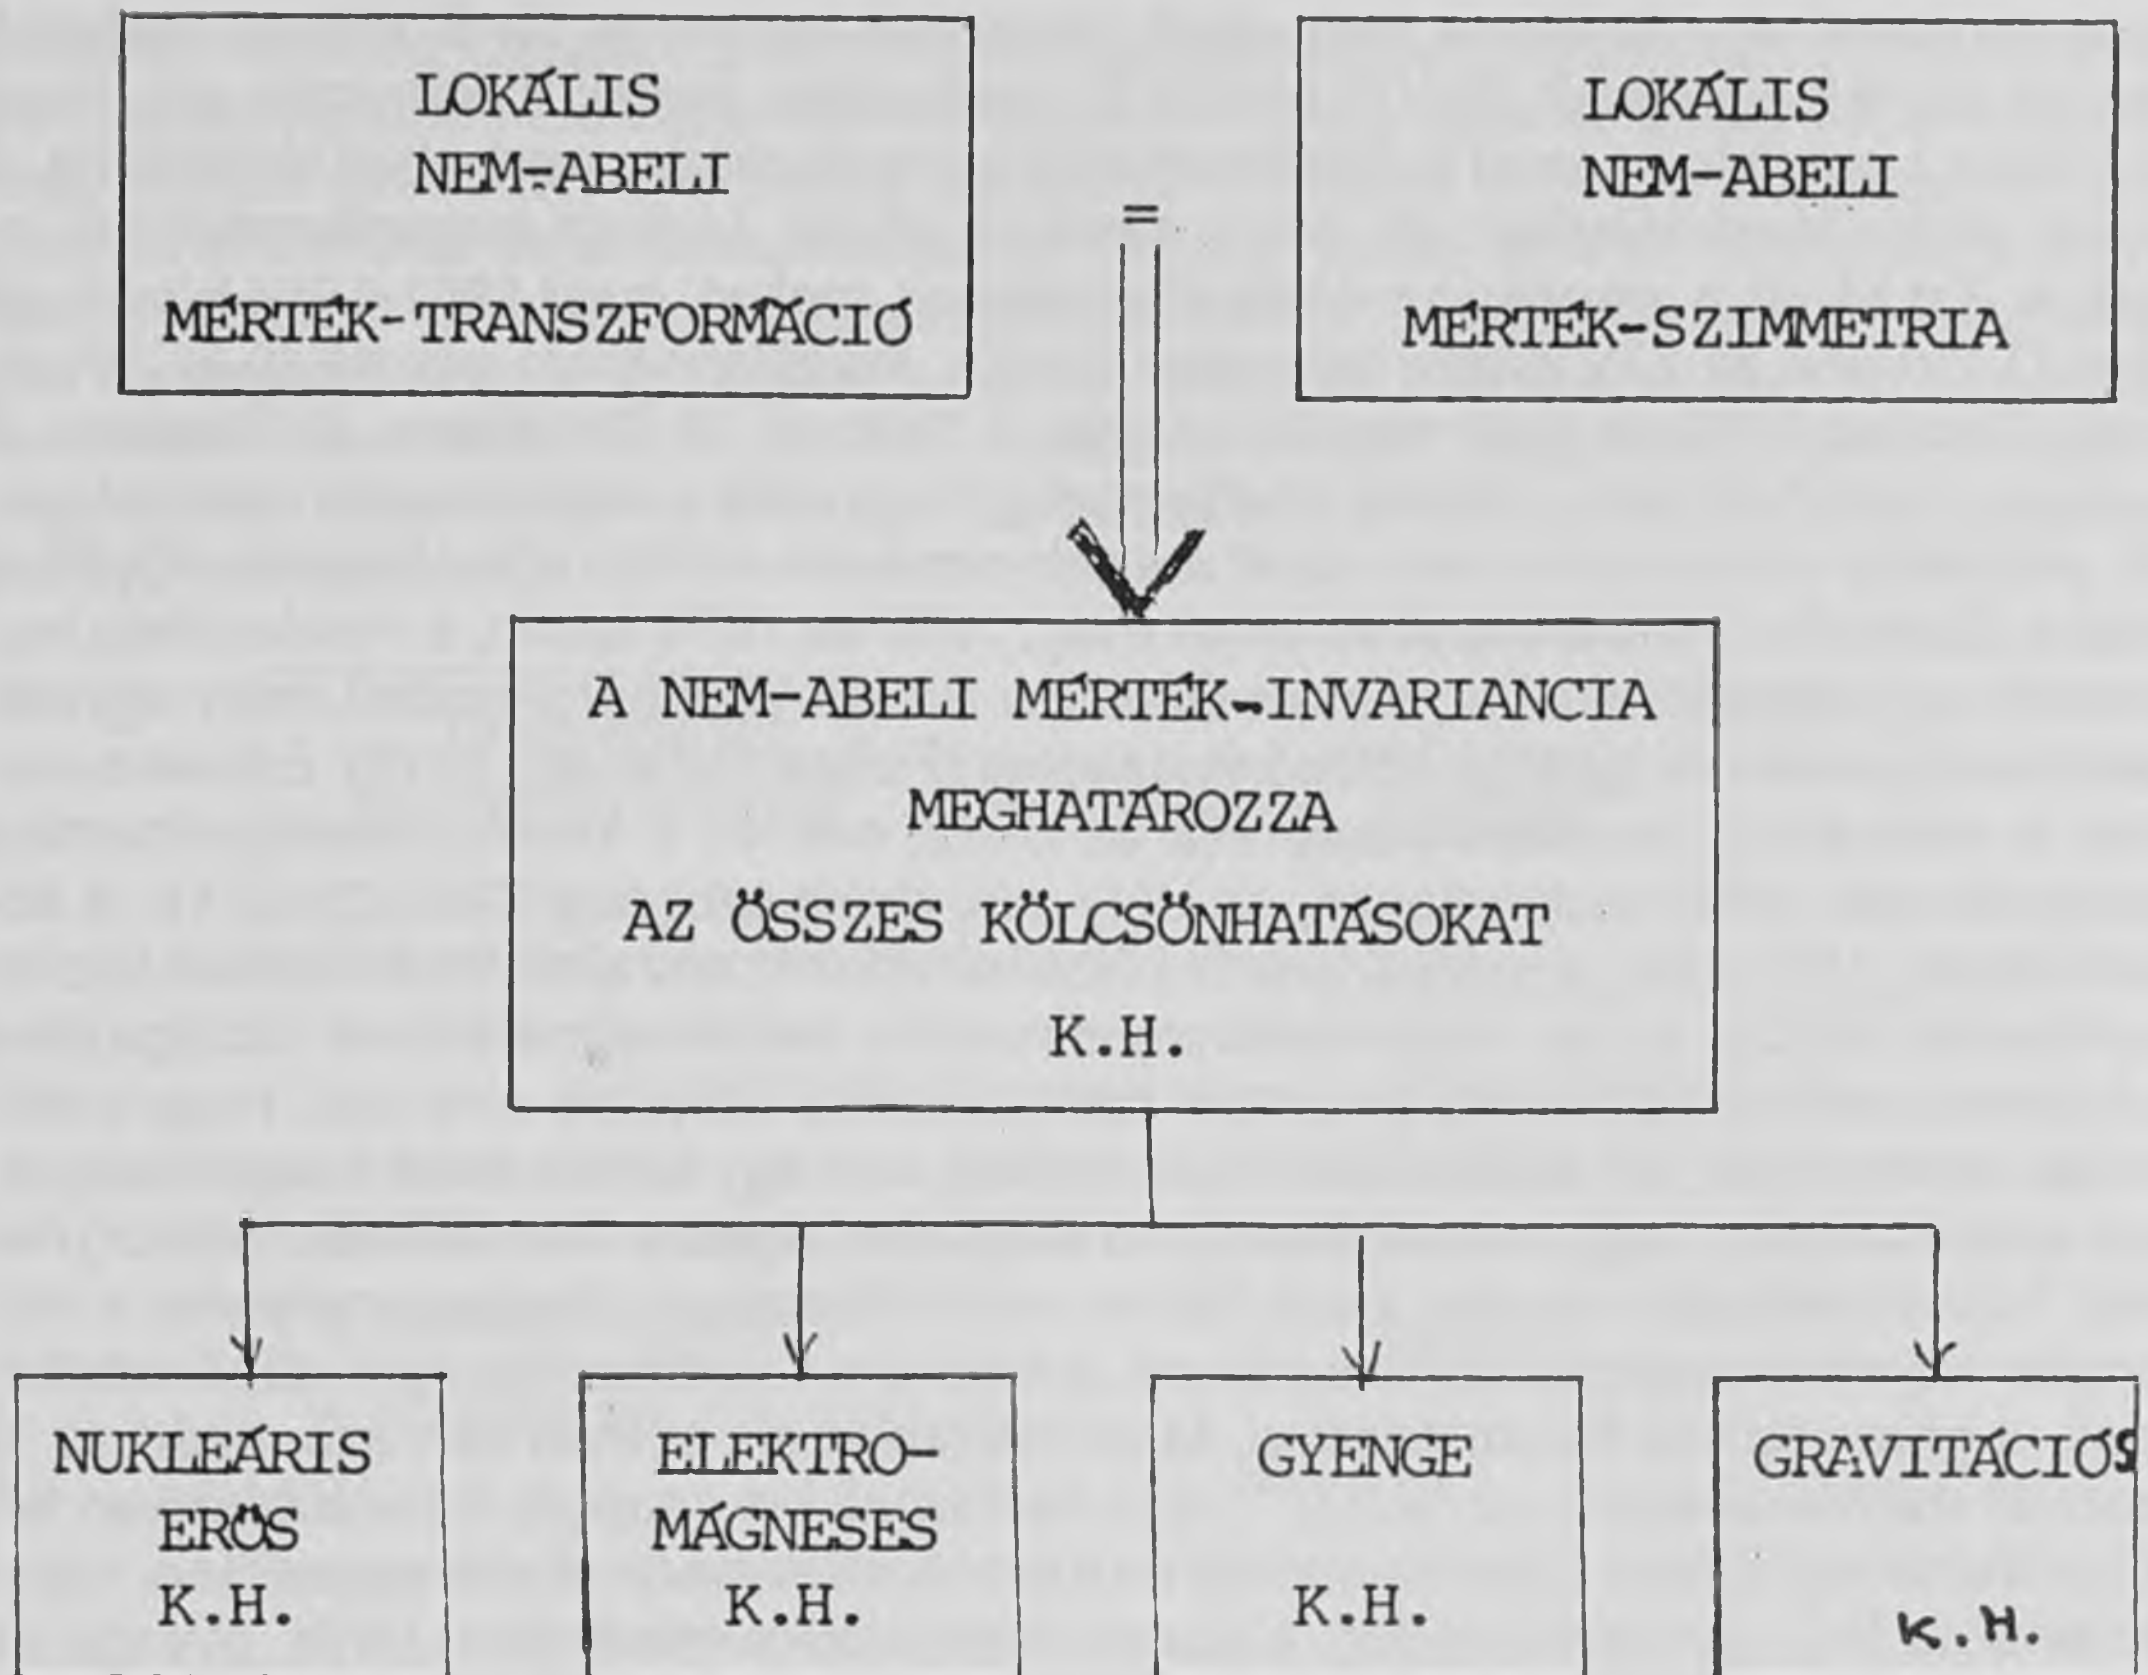 LOKÁLIS
NEM-ABELI
MÉRTÉK-TRANSZFORMÁCIÓ
=
LOKÁLIS
NEM-ABELI
MÉRTÉK-SZIMMETRIA
A NEM-ABELI MÉRTÉK-INVARIANCIA
MEGHATÁROZZA
AZ ÖSSZES KÖLCSÖNHATÁSOKAT
K.H.
NUKLEÁRIS
ERÖS
K.H.
ELEKTRO-
MÁGNESES
K.H.
GYENGE
K.H.
GRAVITÁCIÓS
K.H.